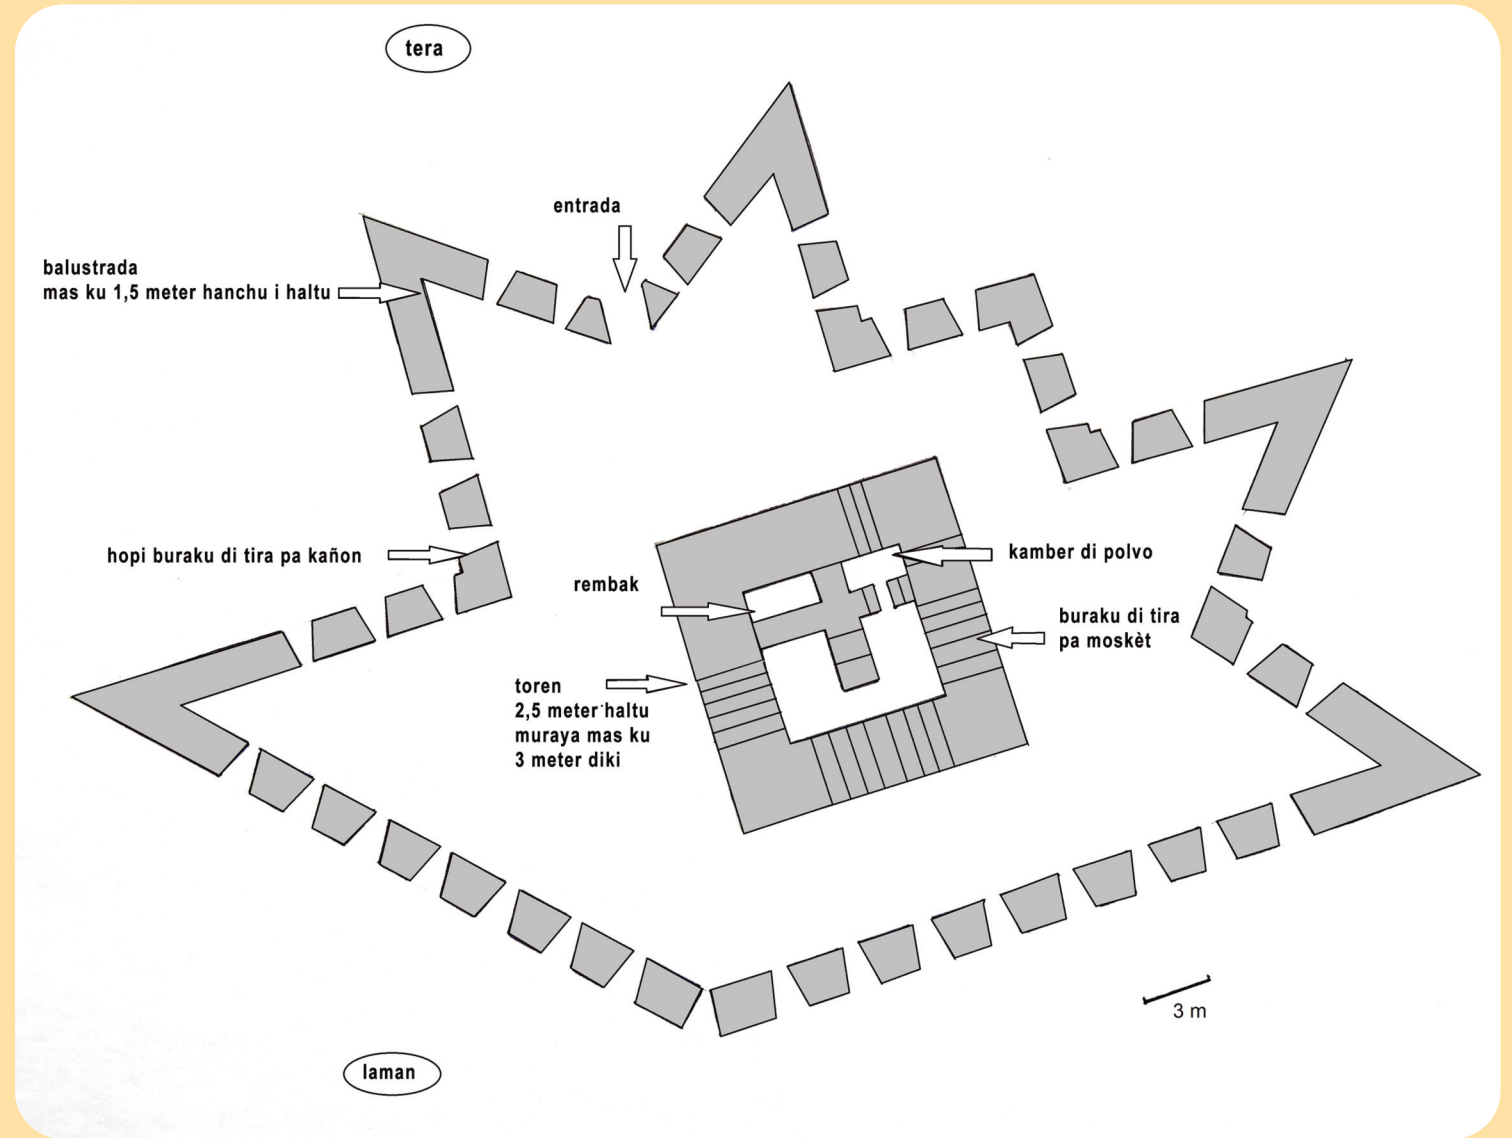 tera
entrada
balustrada
mas ku 1,5 meter hanchu i haltu
hopi buraku di tira pa kañon
kamber di polvo
rembak
buraku di tira
pa moskèt
toren
2,5 meter haltu
muraya mas ku
3 meter diki
3 m
laman